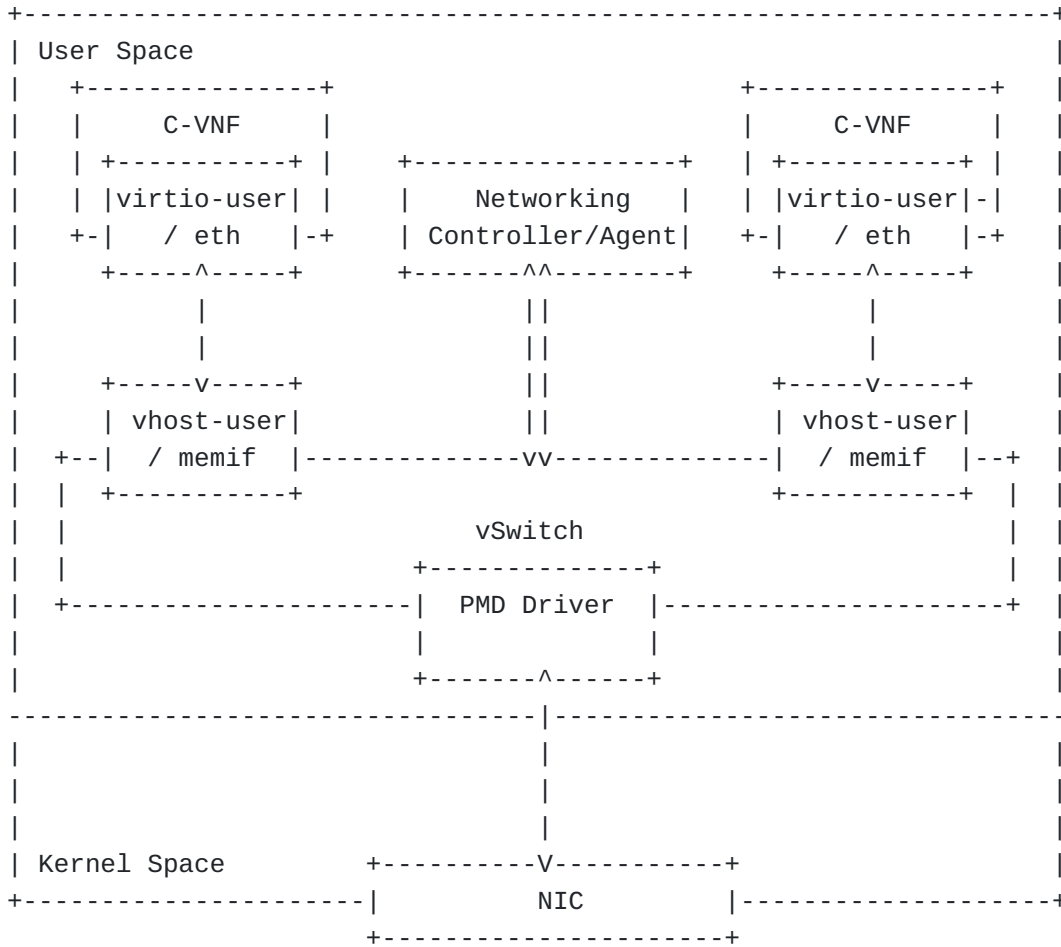 User Space
C-VNF C-VNF
virtio-user Networking virtio-user
/ eth Controller/Agent / eth
vhost-user vhost-user
/ memif / memif
vSwitch
PMD Driver
Kernel Space
NIC